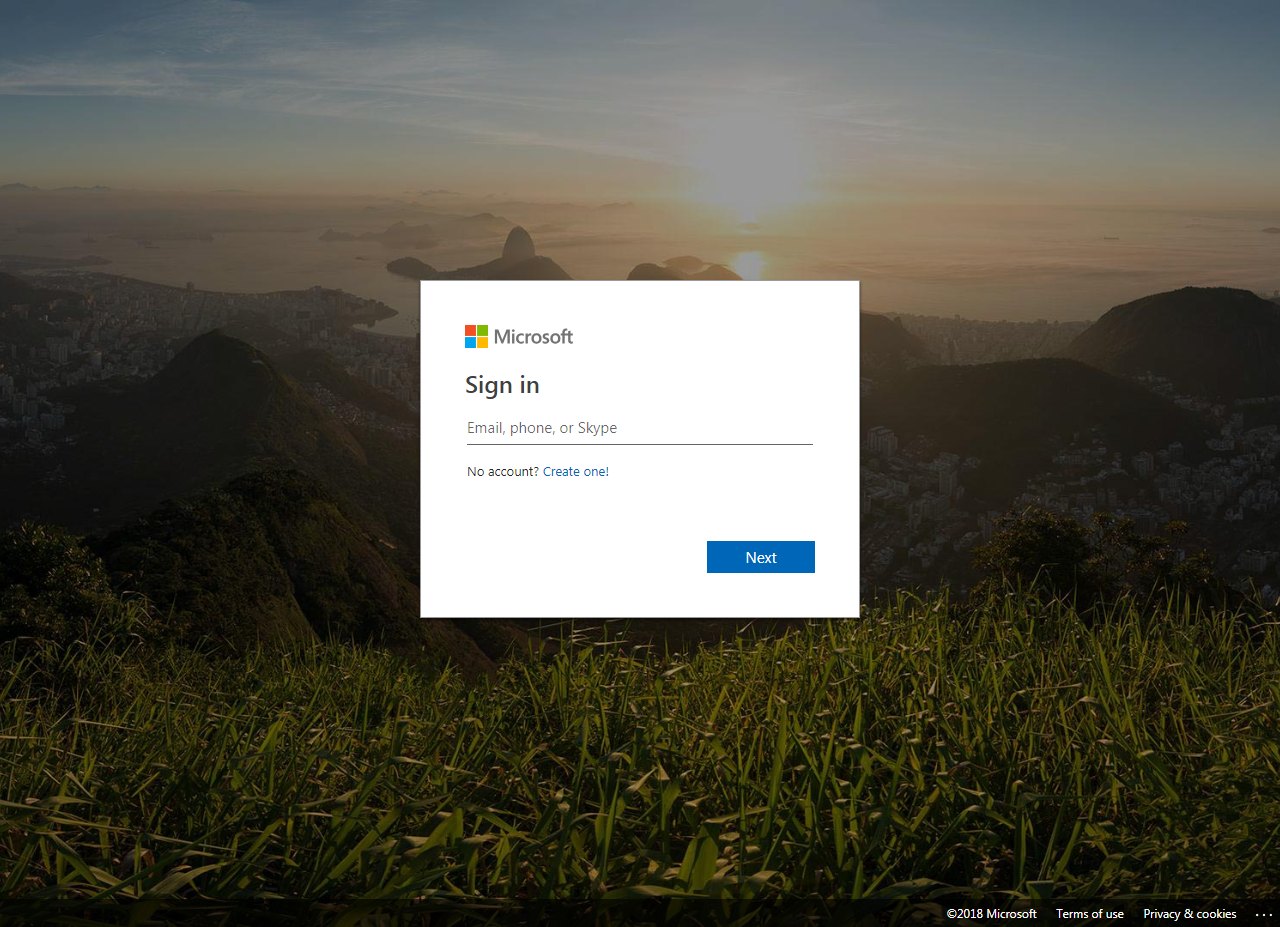 Microsoft
Sign in
Email, phone, or Skype
No account? Create one!
Next
©2018 Microsoft Terms of use Privacy & cookies ...